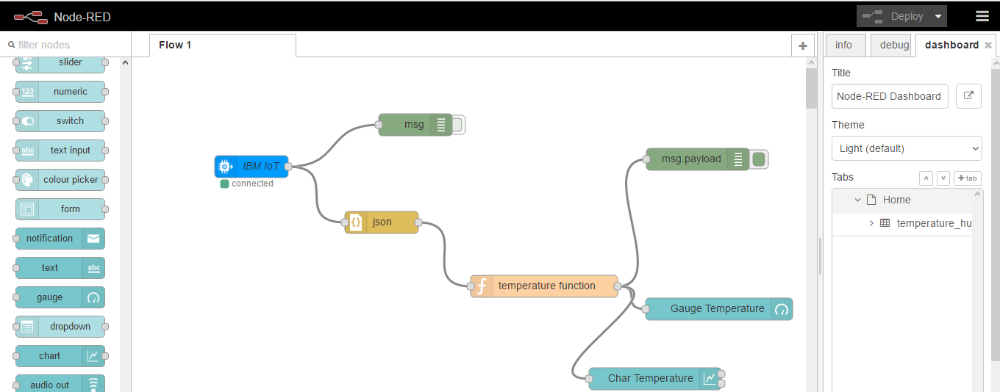 Node-RED
Deploy
filter nodes
Flow 1
info
debug
dashboard
slider
123 numeric
switch
abc text input
colour picker
form
notification
text abc
gauge
dropdown
chart
audio out
msg
IBM IoT
connected
json
temperature function
msg.payload
Gauge Temperature
Char Temperature
Title
Node-RED Dashboard
Theme
Light (default)
Tabs
+ tab
Home
temperature_hu